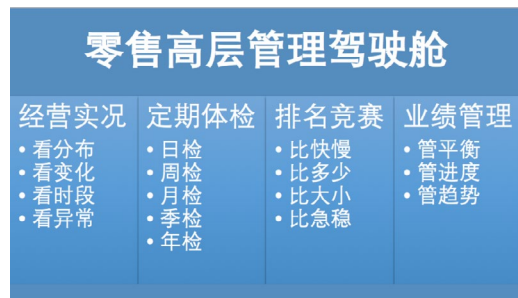 零售高层管理驾驶舱
经营实况
• 看分布
• 看变化
• 看时段
• 看异常
定期体检
• 日检
• 周检
• 月检
• 季检
• 年检
排名竞赛
• 比快慢
• 比多少
• 比大小
• 比急稳
业绩管理
• 管平衡
• 管进度
• 管趋势